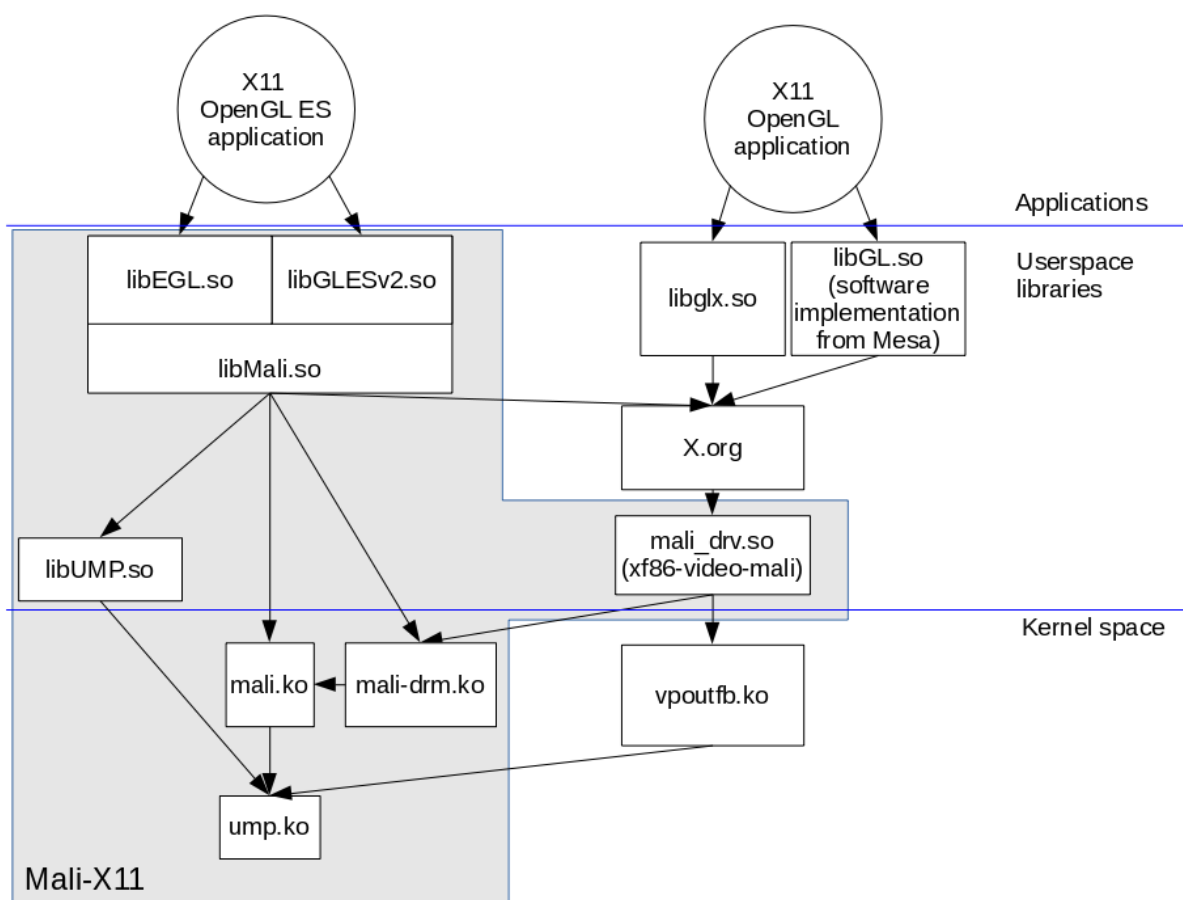 X11
OpenGL ES
application
X11
OpenGL
application
Applications
libEGL.so
libGLESv2.so
libMali.so
libglx.so
libGL.so
(software
implementation
from Mesa)
Userspace
libraries
X.org
libUMP.so
mali_drv.so
(xf86-video-mali)
Kernel space
mali.ko
mali-drm.ko
vpoutfb.ko
ump.ko
Mali-X11